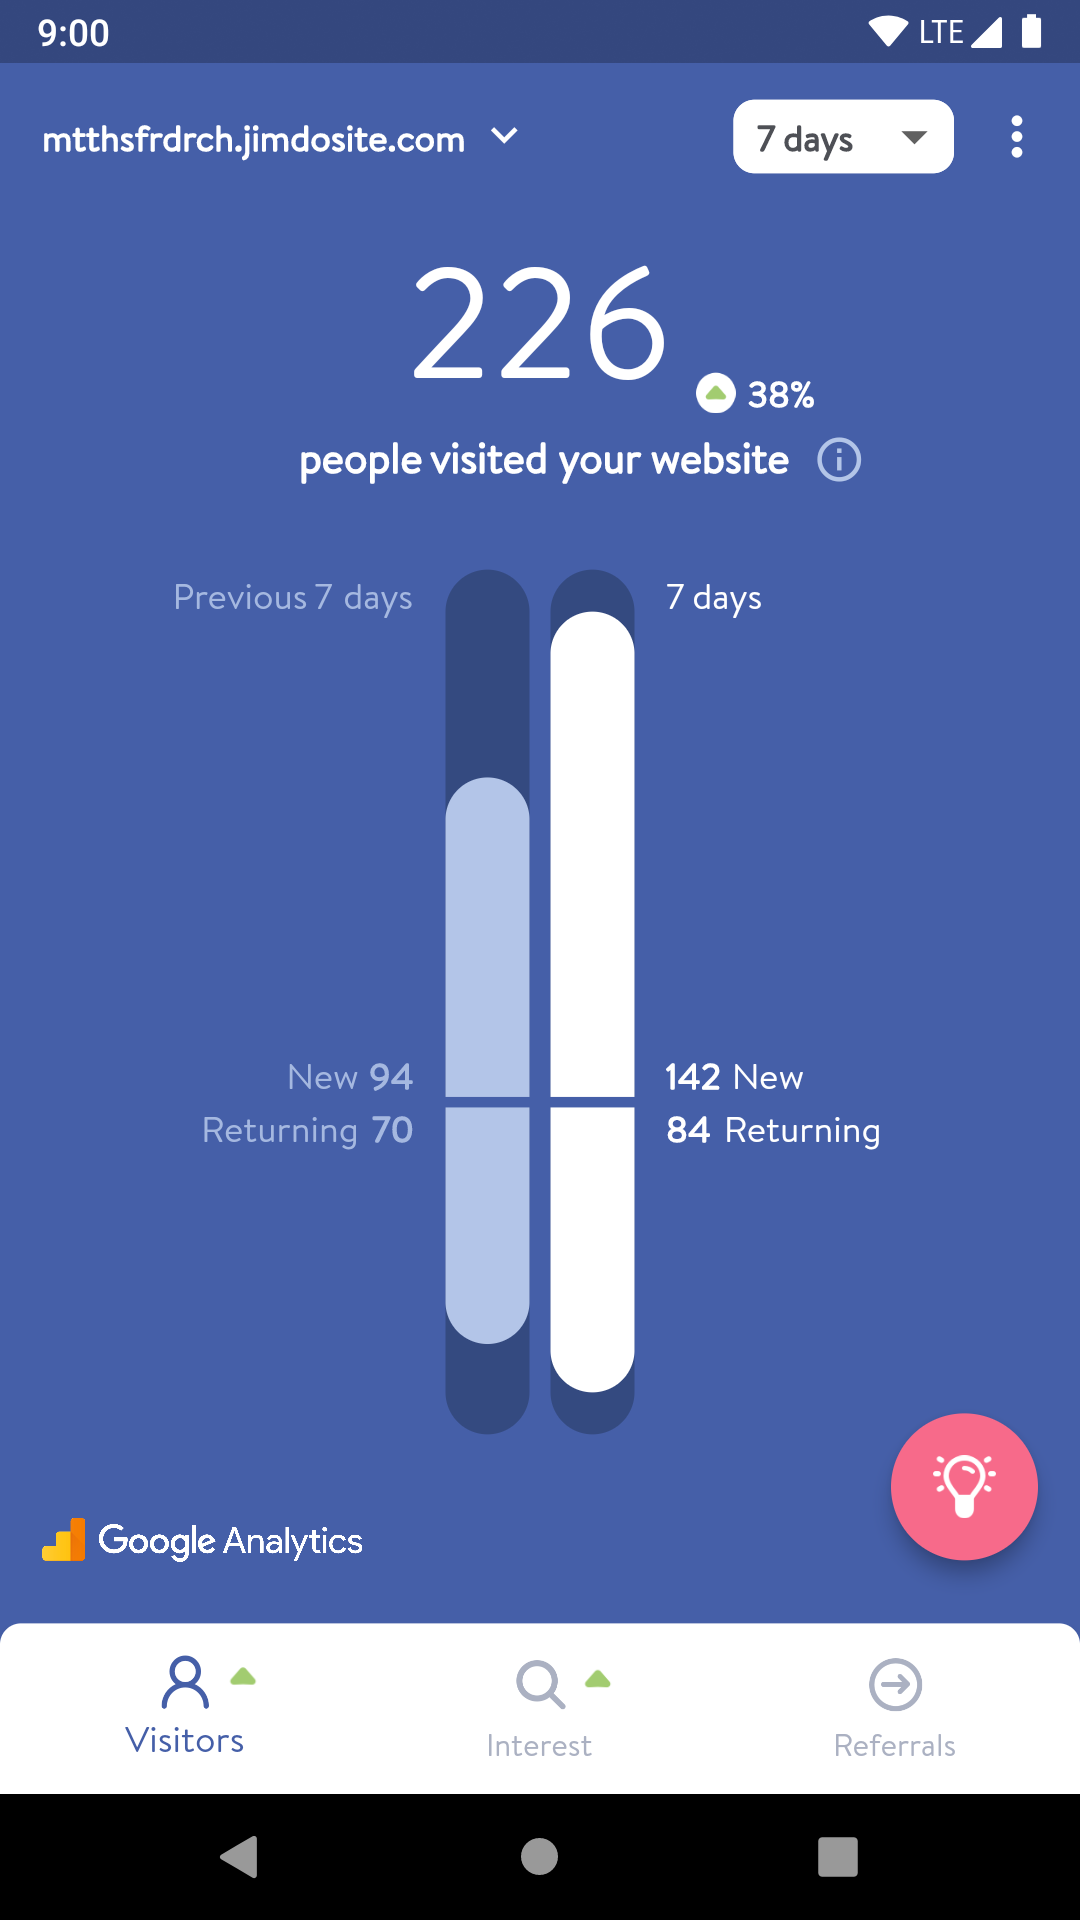 9:00 LTE
mtthsfrdrch.jimdosite.com 7 days
226
38%
people visited your website
Previous 7 days 7 days
New 94 142 New
Returning 70 84 Returning
Google Analytics
Visitors Interest Referrals